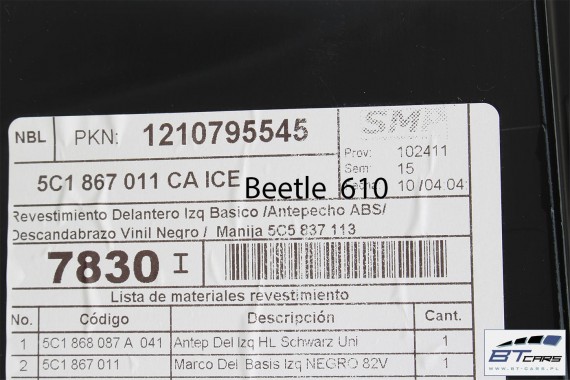 NBL PKN: 1210795545 SMP
Prov: 102411
5C1 867 011 CA ICE Sem 15
Beetle 610
Fecha 10/04 04
Revestimiento Delantero Izq Basico /Antepecho ABS/
Descandabrazo Vinil Negro / Manija 5C5 837 113
7830 I
Lista de materiales revestimiento
No. Código Descripción Cant.
1 5C1 868 087 A 041 Antep Del Izq HL Schwarz Uni 1
2 5C1 867 011 Marco Del Basis Izq NEGRO 82V 1
BTCARS